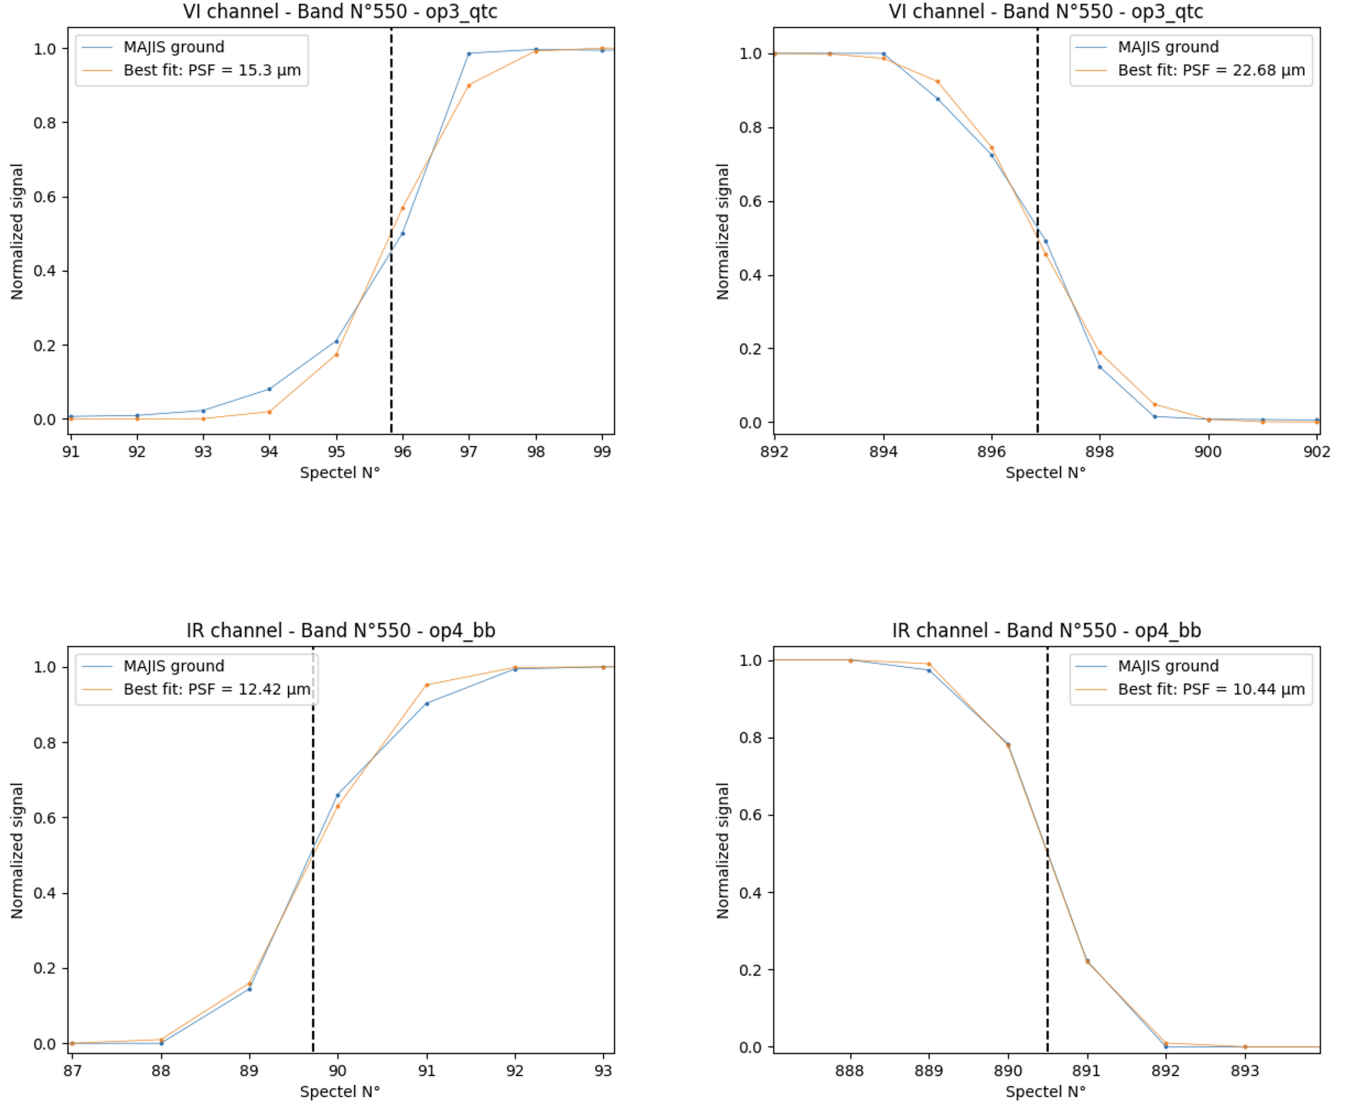 VI channel - Band N°550 - op3_qtc
MAJIS ground
Best fit: PSF = 15.3 µm
Normalized signal
1.0
0.8
0.6
0.4
0.2
0.0
91 92 93 94 95 96 97 98 99
Spectel N°
VI channel - Band N°550 - op3_qtc
MAJIS ground
Best fit: PSF = 22.68 µm
Normalized signal
1.0
0.8
0.6
0.4
0.2
0.0
892 894 896 898 900 902
Spectel N°
IR channel - Band N°550 - op4_bb
MAJIS ground
Best fit: PSF = 12.42 µm
Normalized signal
1.0
0.8
0.6
0.4
0.2
0.0
87 88 89 90 91 92 93
Spectel N°
IR channel - Band N°550 - op4_bb
MAJIS ground
Best fit: PSF = 10.44 µm
Normalized signal
1.0
0.8
0.6
0.4
0.2
0.0
888 889 890 891 892 893
Spectel N°